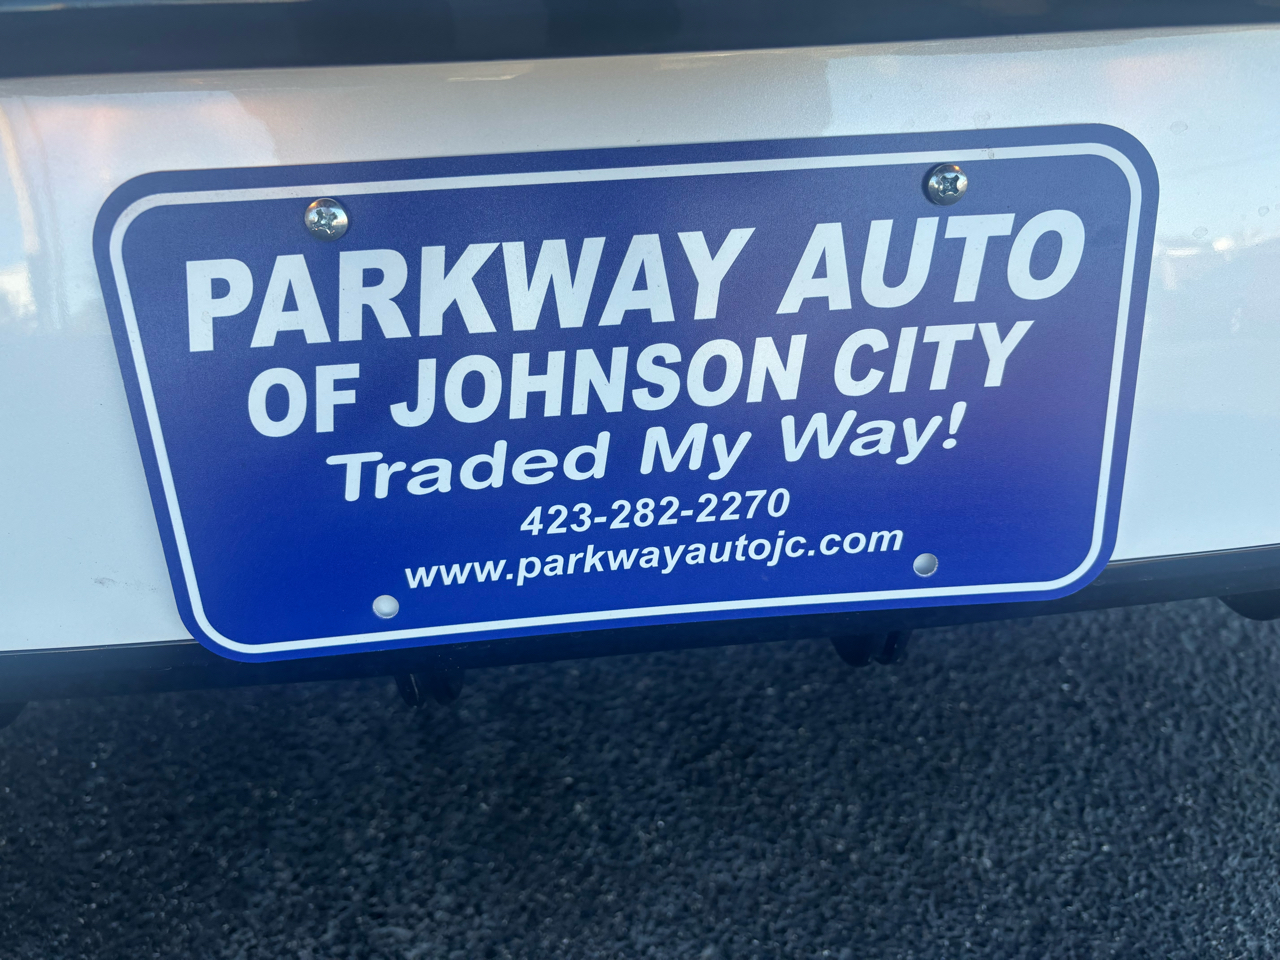 PARKWAY AUTO
OF JOHNSON CITY
Traded My Way!
423-282-2270
www.parkwayautojc.com